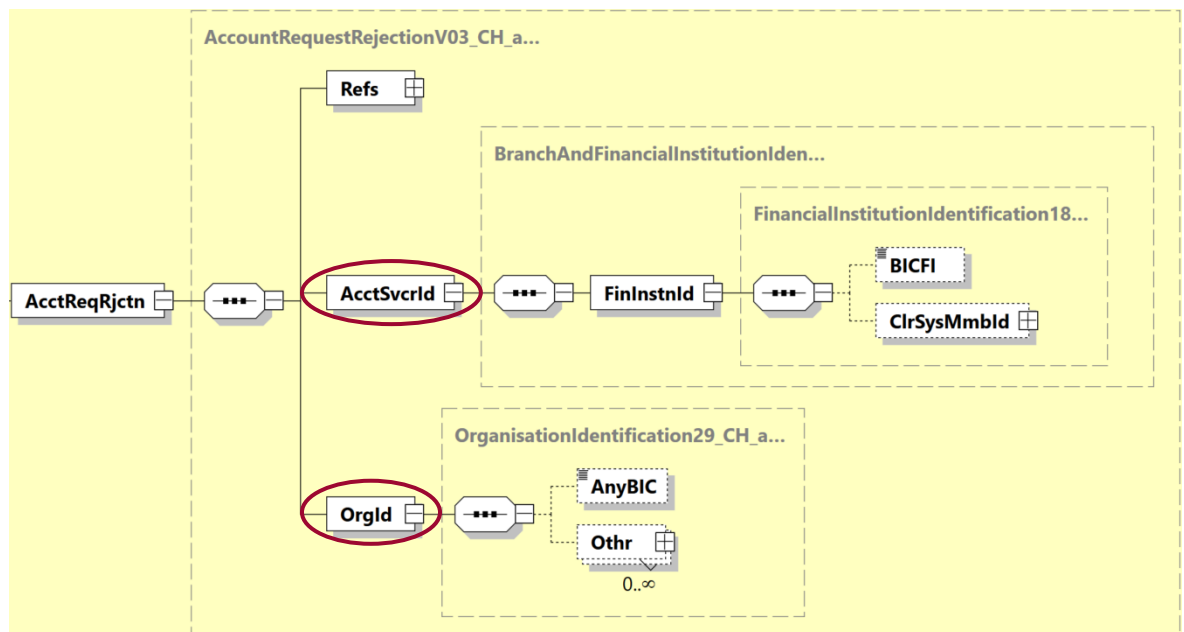 AccountRequestRejectionV03_CH_a...
Refs
BranchAndFinancialInstitutionIden...
FinancialInstitutionIdentification18...
BICFI
AcctReqRjctn
AcctSvcrId
FinInstnId
ClrSysMmbId
OrganisationIdentification29_CH_a...
AnyBIC
OrgId
Othr
0..∞